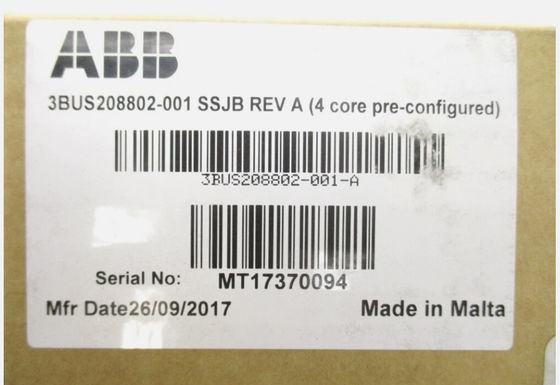 ABB
3BUS208802-001 SSJB REV A (4 core pre-configured)
3BUS208802-001-A
Serial No: MT17370094
Mfr Date26/09/2017 Made in Malta